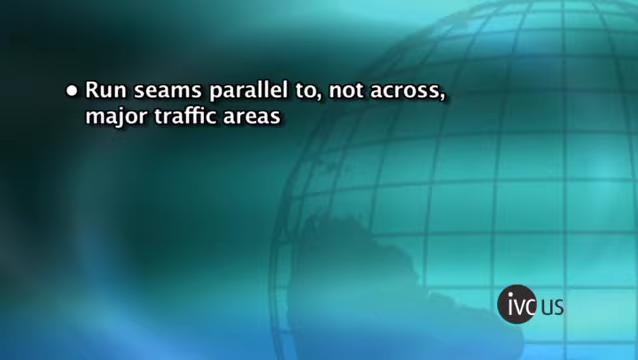 • Run seams parallel to, not across,
major traffic areas
ivc US